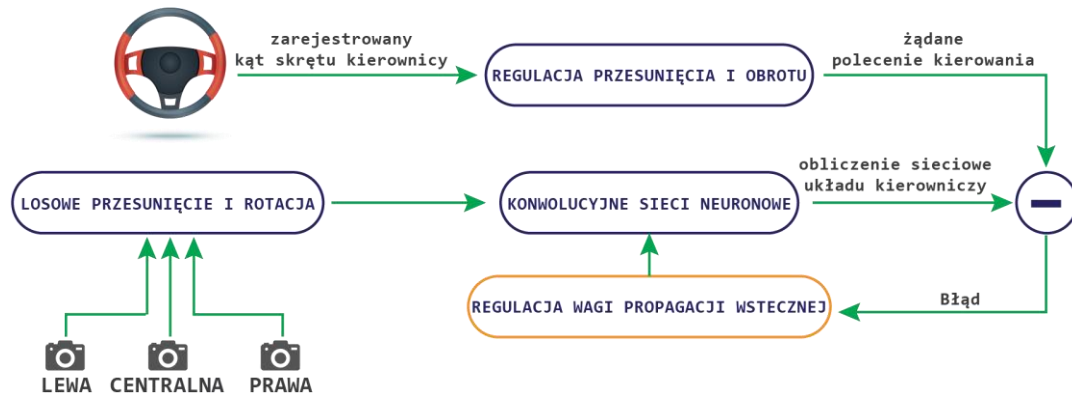 zarejestrowany
kąt skrętu kierownicy
REGULACJA PRZESUNIĘCIA I OBROTU
żądane
polecenie kierowania
LOSOWE PRZESUNIĘCIE I ROTACJA
KONWOLUCYJNE SIECI NEURONOWE
obliczenie sieciowe
układu kierowniczy
REGULACJA WAGI PROPAGACJI WSTECZNEJ
Błąd
LEWA
CENTRALNA
PRAWA